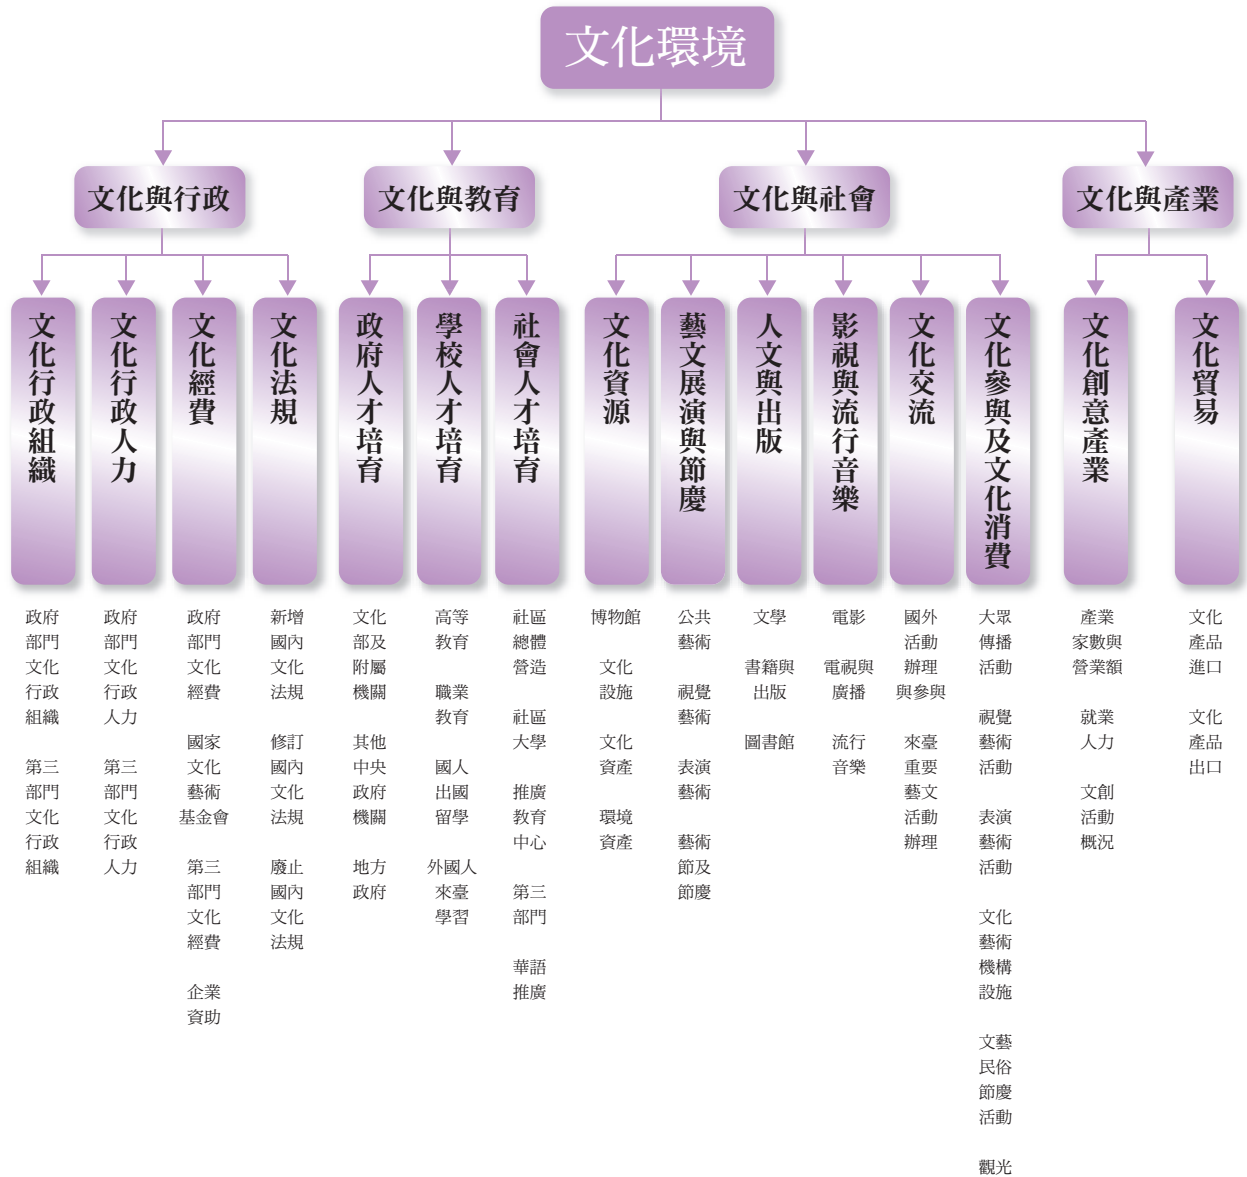 文化環境
文化與行政
文化與教育
文化與社會
文化與產業
文化行政組織
文化行政人力
文化經費
文化法規
政府人才培育
學校人才培育
社會人才培育
文化資源
藝文展演與節慶
人文與出版
影視與流行音樂
文化交流
文化參與及文化消費
文化創意產業
文化貿易
政府
部門
文化
行政
組織
第三
部門
文化
行政
組織
政府
部門
文化
行政
人力
第三
部門
文化
行政
人力
政府
部門
文化
經費
國家
文化
藝術
基金會
第三
部門
文化
經費
企業
資助
新增
國內
文化
法規
修訂
國內
文化
法規
廢止
國內
文化
法規
文化
部及
附屬
機關
其他
中央
政府
機關
地方
政府
高等
教育
職業
教育
國人
出國
留學
外國人
來臺
學習
社區
總體
營造
社區
大學
推廣
教育
中心
第三
部門
華語
推廣
博物館
文化
設施
文化
資產
環境
資產
公共
藝術
視覺
藝術
表演
藝術
藝術
節及
節慶
文學
書籍與
出版
圖書館
電影
電視與
廣播
流行
音樂
國外
活動
辦理
與參與
來臺
重要
藝文
活動
辦理
大眾
傳播
活動
視覺
藝術
活動
表演
藝術
活動
文化
藝術
機構
設施
文藝
民俗
節慶
活動
觀光
產業
家數與
營業額
就業
人力
文創
活動
概況
文化
產品
進口
文化
產品
出口